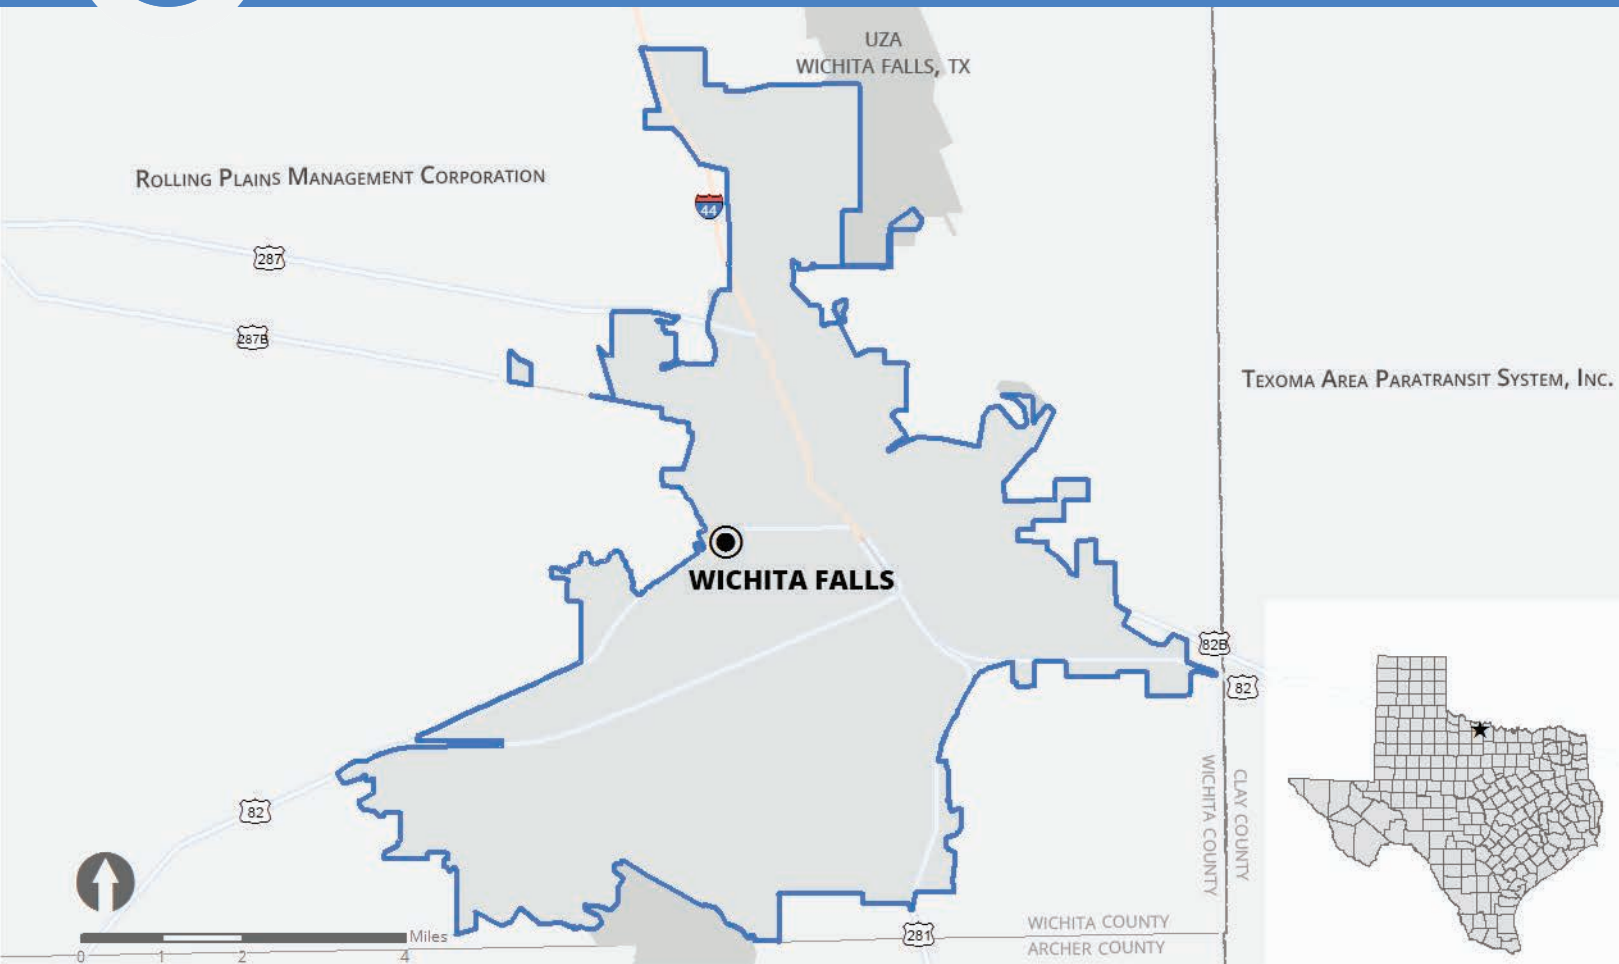 UZA
WICHITA FALLS, TX
ROLLING PLAINS MANAGEMENT CORPORATION
44
287
287B
TEXOMA AREA PARATRANSIT SYSTEM, INC.
WICHITA FALLS
82B
82
82
WICHITA COUNTY
CLAY COUNTY
WICHITA COUNTY
ARCHER COUNTY
281
Miles
0 1 2 4